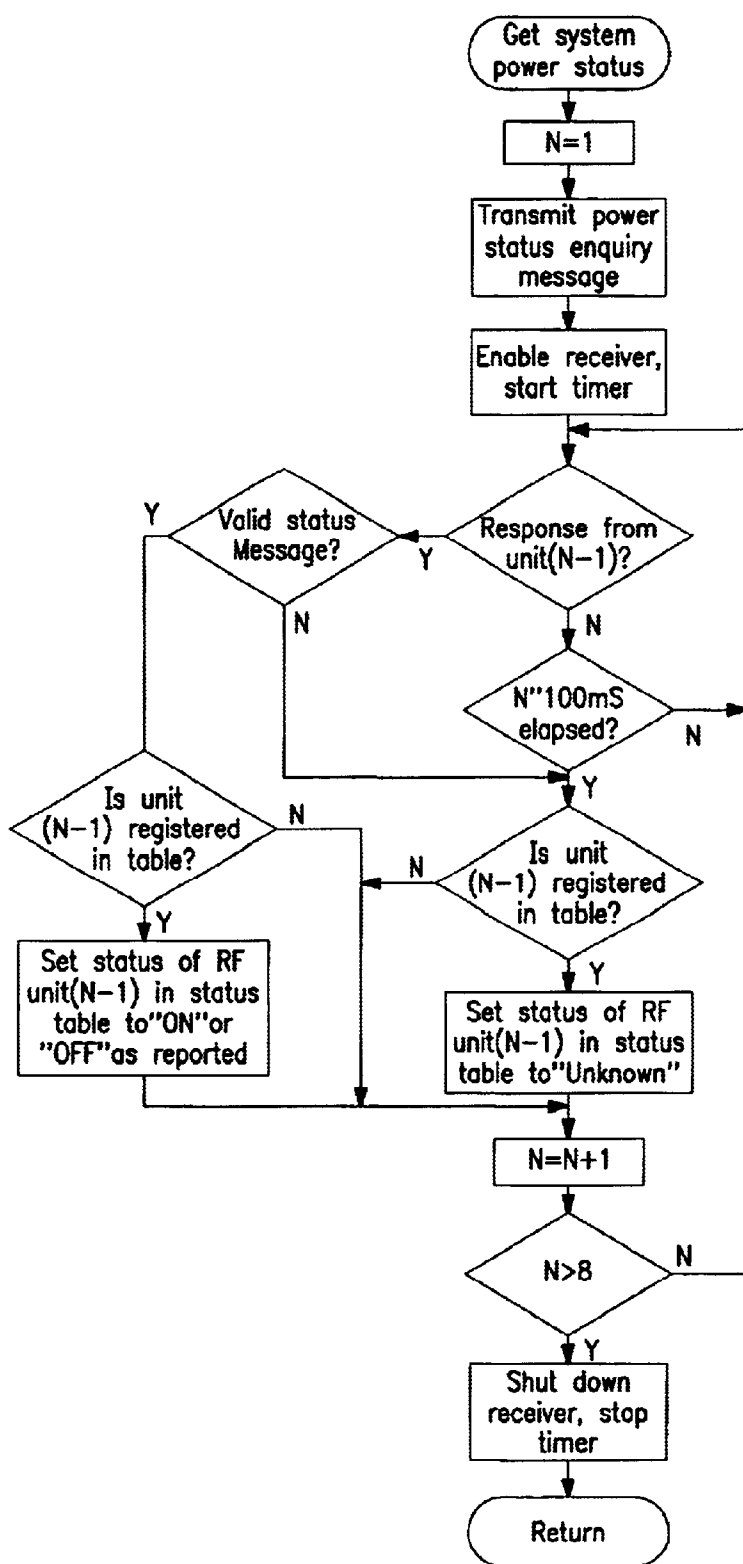 Get system
power status
N=1
Transmit power
status enquiry
message
Enable receiver,
start timer
Response from
unit(N-1)?
Y
N
Valid status
Message?
Y
N
N"100mS
elapsed?
N
Y
Is unit
(N-1) registered
in table?
N
Y
Is unit
(N-1) registered
in table?
N
Y
Set status of RF
unit(N-1) in status
table to"ON"or
"OFF"as reported
Set status of RF
unit(N-1) in status
table to"Unknown"
N=N+1
N>8
N
Y
Shut down
receiver, stop
timer
Return